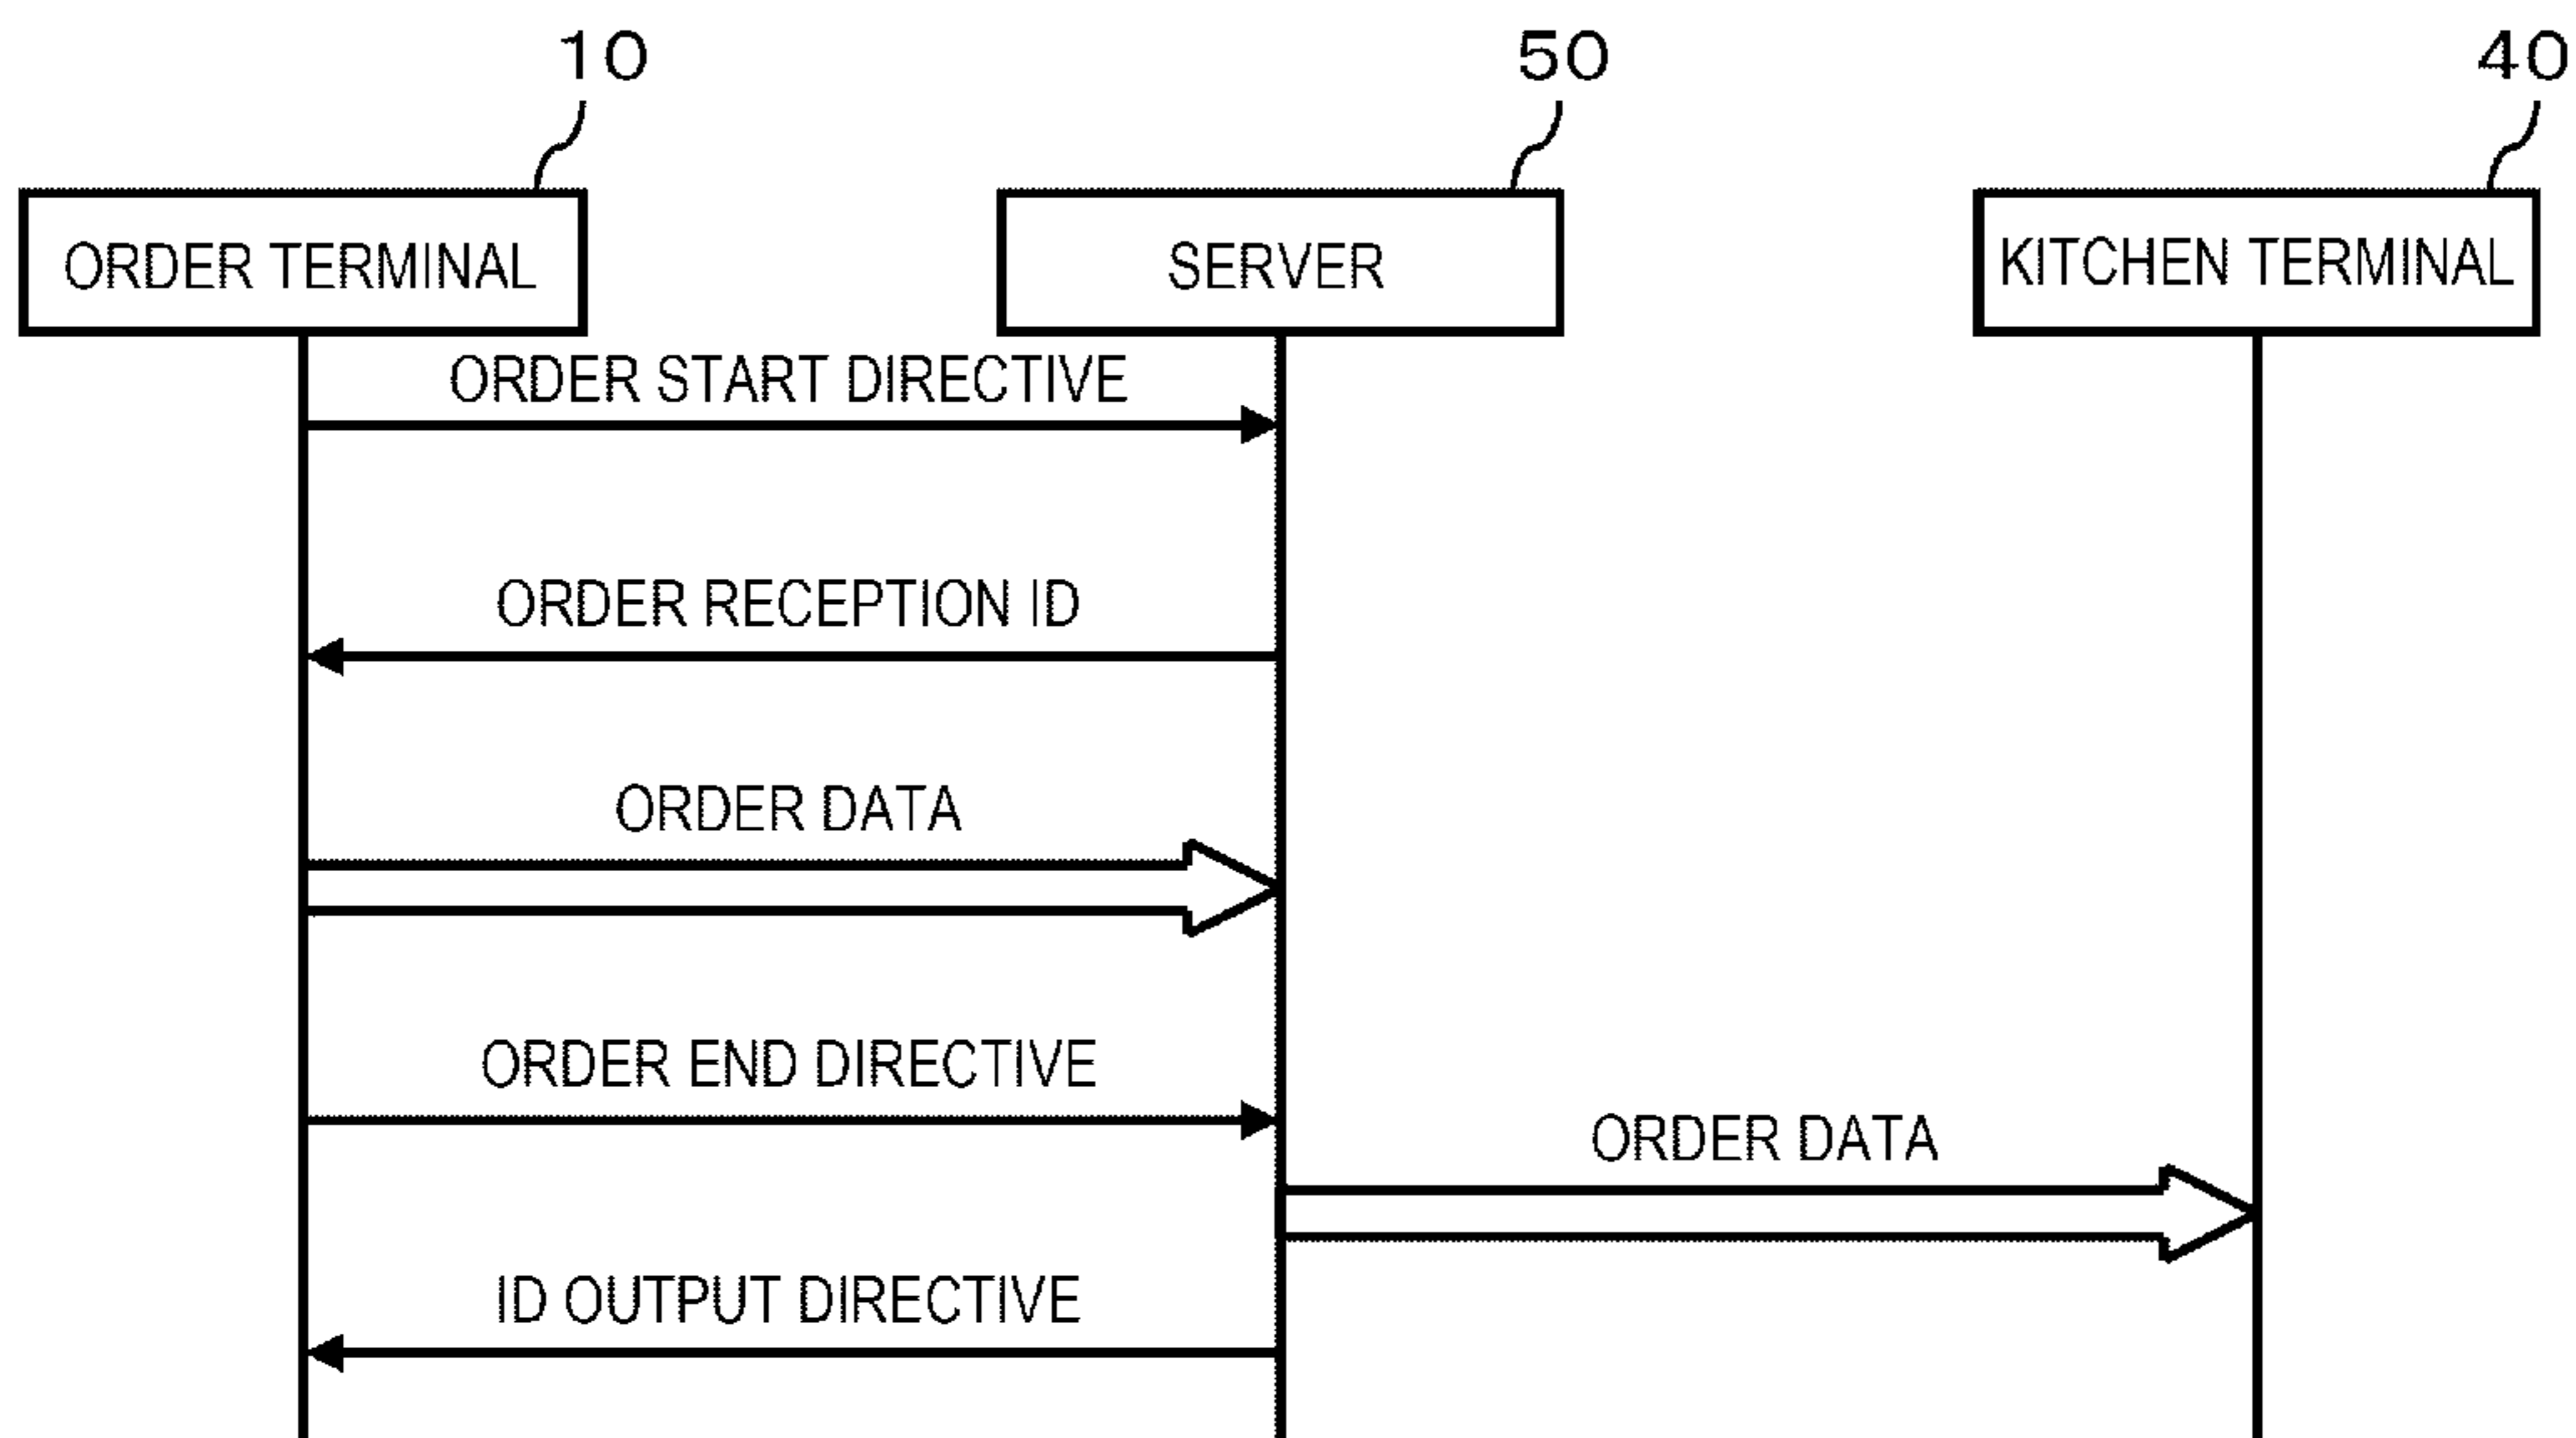 10
50
40
ORDER TERMINAL
SERVER
KITCHEN TERMINAL
ORDER START DIRECTIVE
ORDER RECEPTION ID
ORDER DATA
ORDER END DIRECTIVE
ORDER DATA
ID OUTPUT DIRECTIVE